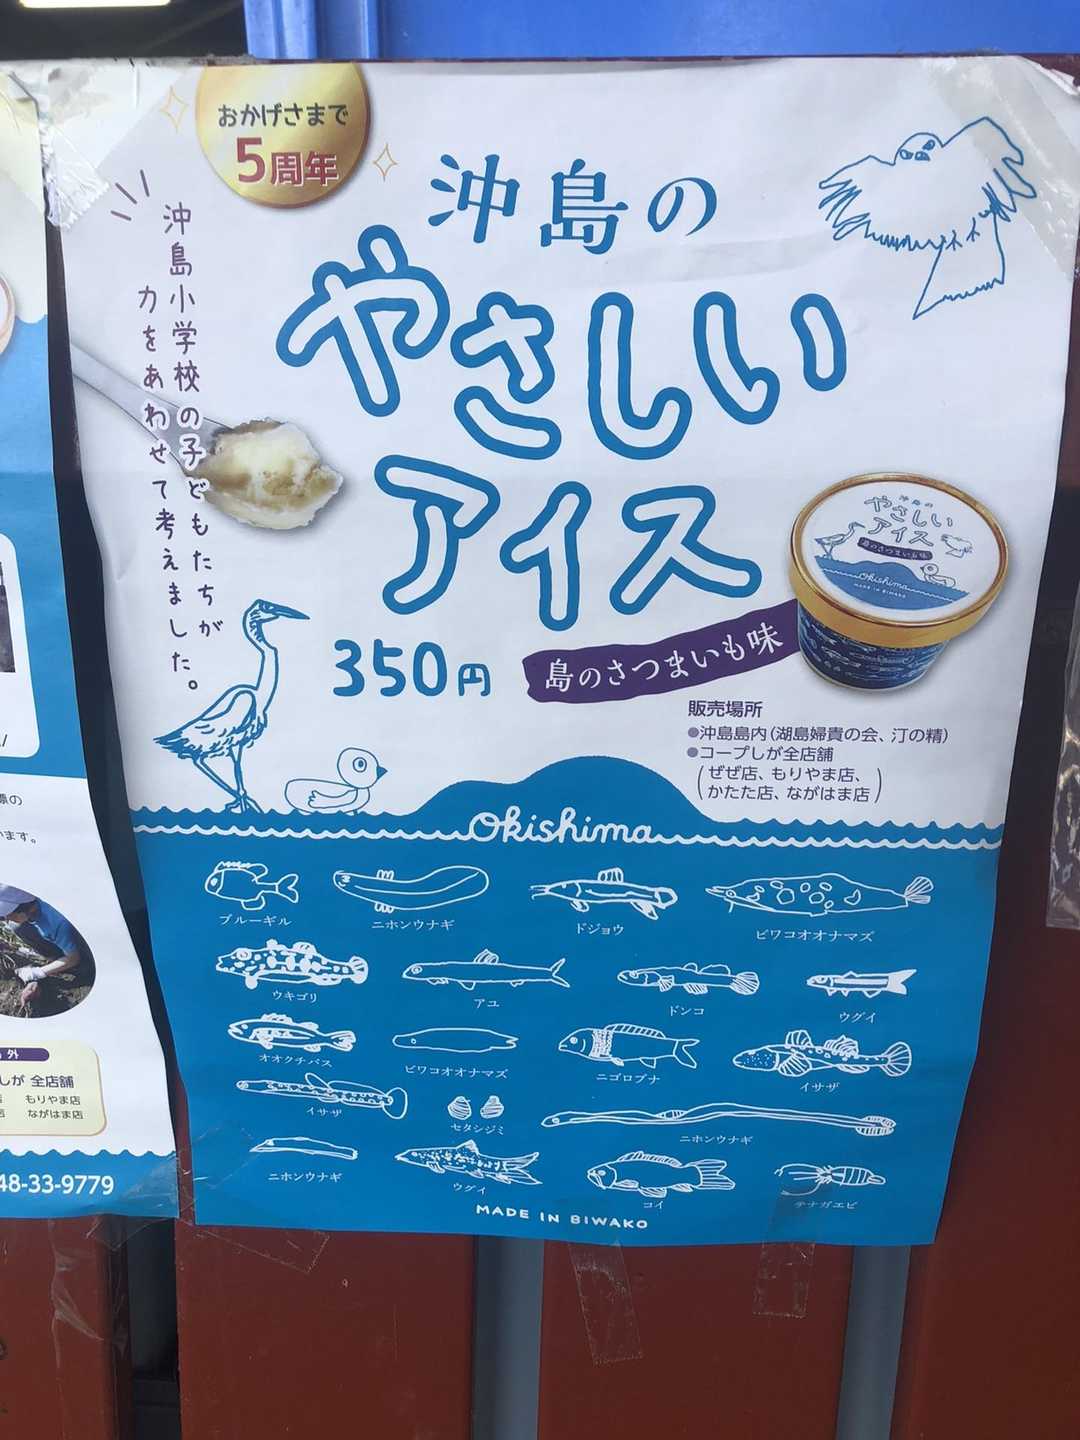 おかげさまで
5周年
沖島の
やさしい
アイス
沖島小学校の子どもたちが
力をあわせて考えました。
350円
島のさつまいも味
沖島の
やさしい
アイス
島のさつまいも味
Okishima
MADE IN BIWAKO
販売場所
●沖島島内（湖島婦貴の会、汀の精）
●コープしが全店舗
（ぜぜ店、もりやま店、
かたた店、ながはま店）
Okishima
ブルーギル
ニホンウナギ
ドジョウ
ビワコオオナマズ
ウキゴリ
アユ
ドンコ
ウグイ
オオクチバス
ビワコオオナマズ
ニゴロブナ
イサザ
イサザ
セタシジミ
ニホンウナギ
ニホンウナギ
ウグイ
コイ
テナガエビ
MADE IN BIWAKO
ます。
外
しが 全店舗
もりやま店
ながはま店
48-33-9779